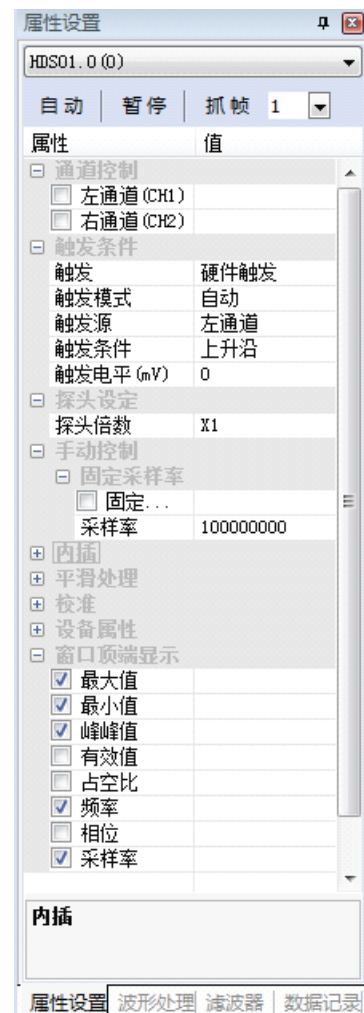 属性设置
HDSO1.0(0)
自动 暂停 抓帧 1
属性 值
通道控制
左通道(CH1)
右通道(CH2)
触发条件
触发 硬件触发
触发模式 自动
触发源 左通道
触发条件 上升沿
触发电平(mV) 0
探头设定
探头倍数 X1
手动控制
固定采样率
固定...
采样率 100000000
内插
平滑处理
校准
设备属性
窗口顶端显示
最大值
最小值
峰峰值
有效值
占空比
频率
相位
采样率
内插
属性设置 波形处理 滤波器 数据记录